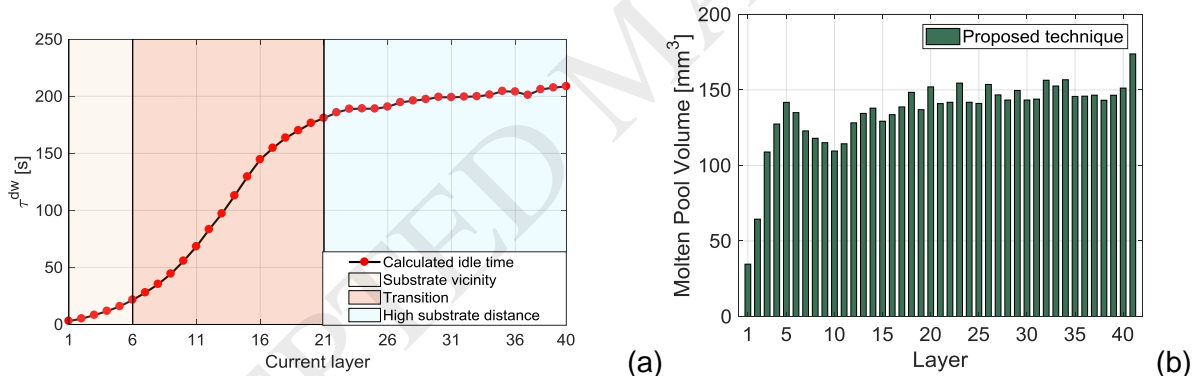 250
200
150
100
50
0
τ^dw [s]
1 6 11 16 21 26 31 36 40
Current layer
Calculated idle time
Substrate vicinity
Transition
High substrate distance
(a)
200
150
100
50
0
Molten Pool Volume [mm³]
1 5 10 15 20 25 30 35 40
Layer
Proposed technique
(b)